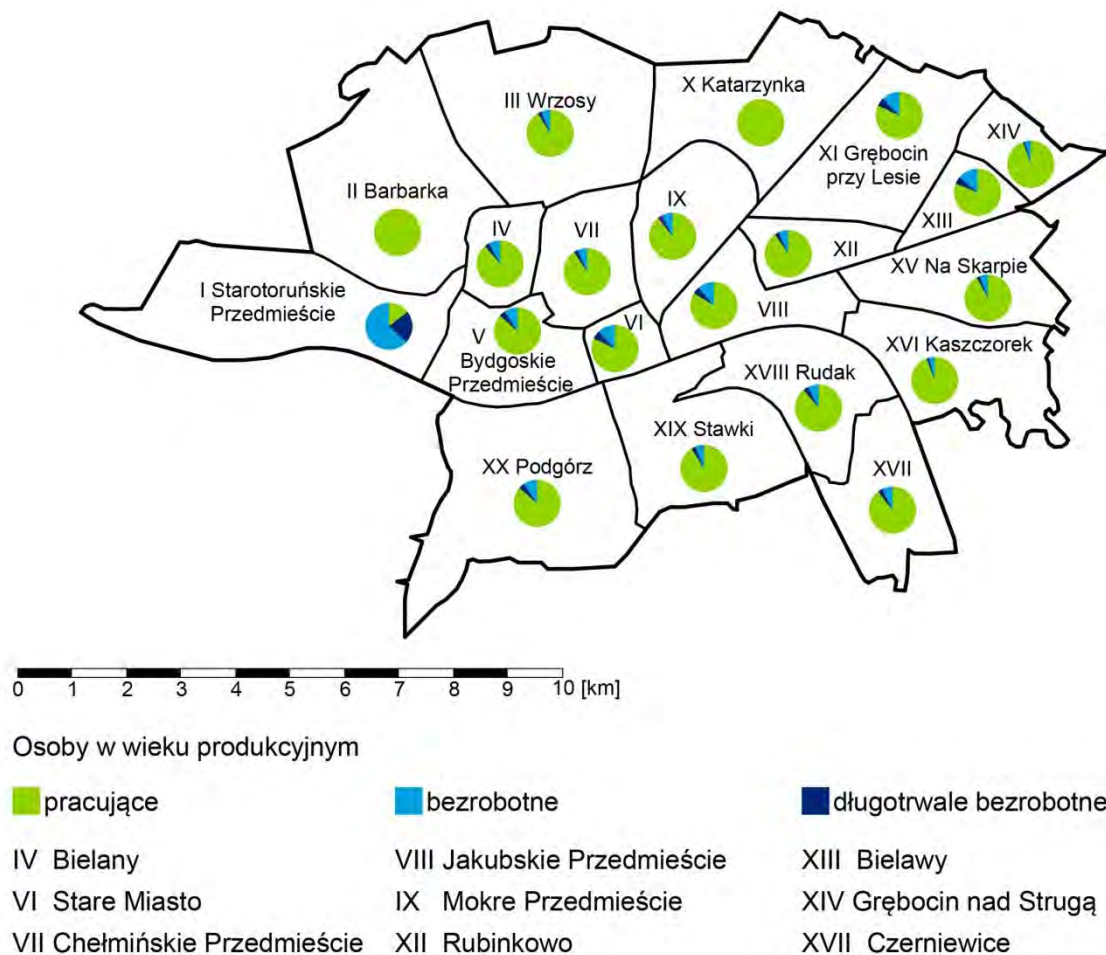 III Wrzosy
X Katarzynka
XIV
XI Grębocin
przy Lesie
II Barbarka
IV
VII
IX
XIII
XII
XV Na Skarpie
I Starotoruńskie
Przedmieście
V
Bydgoskie
Przedmieście
VI
VIII
XVI Kaszczorek
XVIII Rudak
XIX Stawki
XX Podgórz
XVII
0 1 2 3 4 5 6 7 8 9 10 [km]
Osoby w wieku produkcyjnym
pracujące bezrobotne długotrwale bezrobotne
IV Bielany VIII Jakubskie Przedmieście XIII Bielawy
VI Stare Miasto IX Mokre Przedmieście XIV Grębocin nad Strugą
VII Chełmińskie Przedmieście XII Rubinkowo XVII Czerniewice